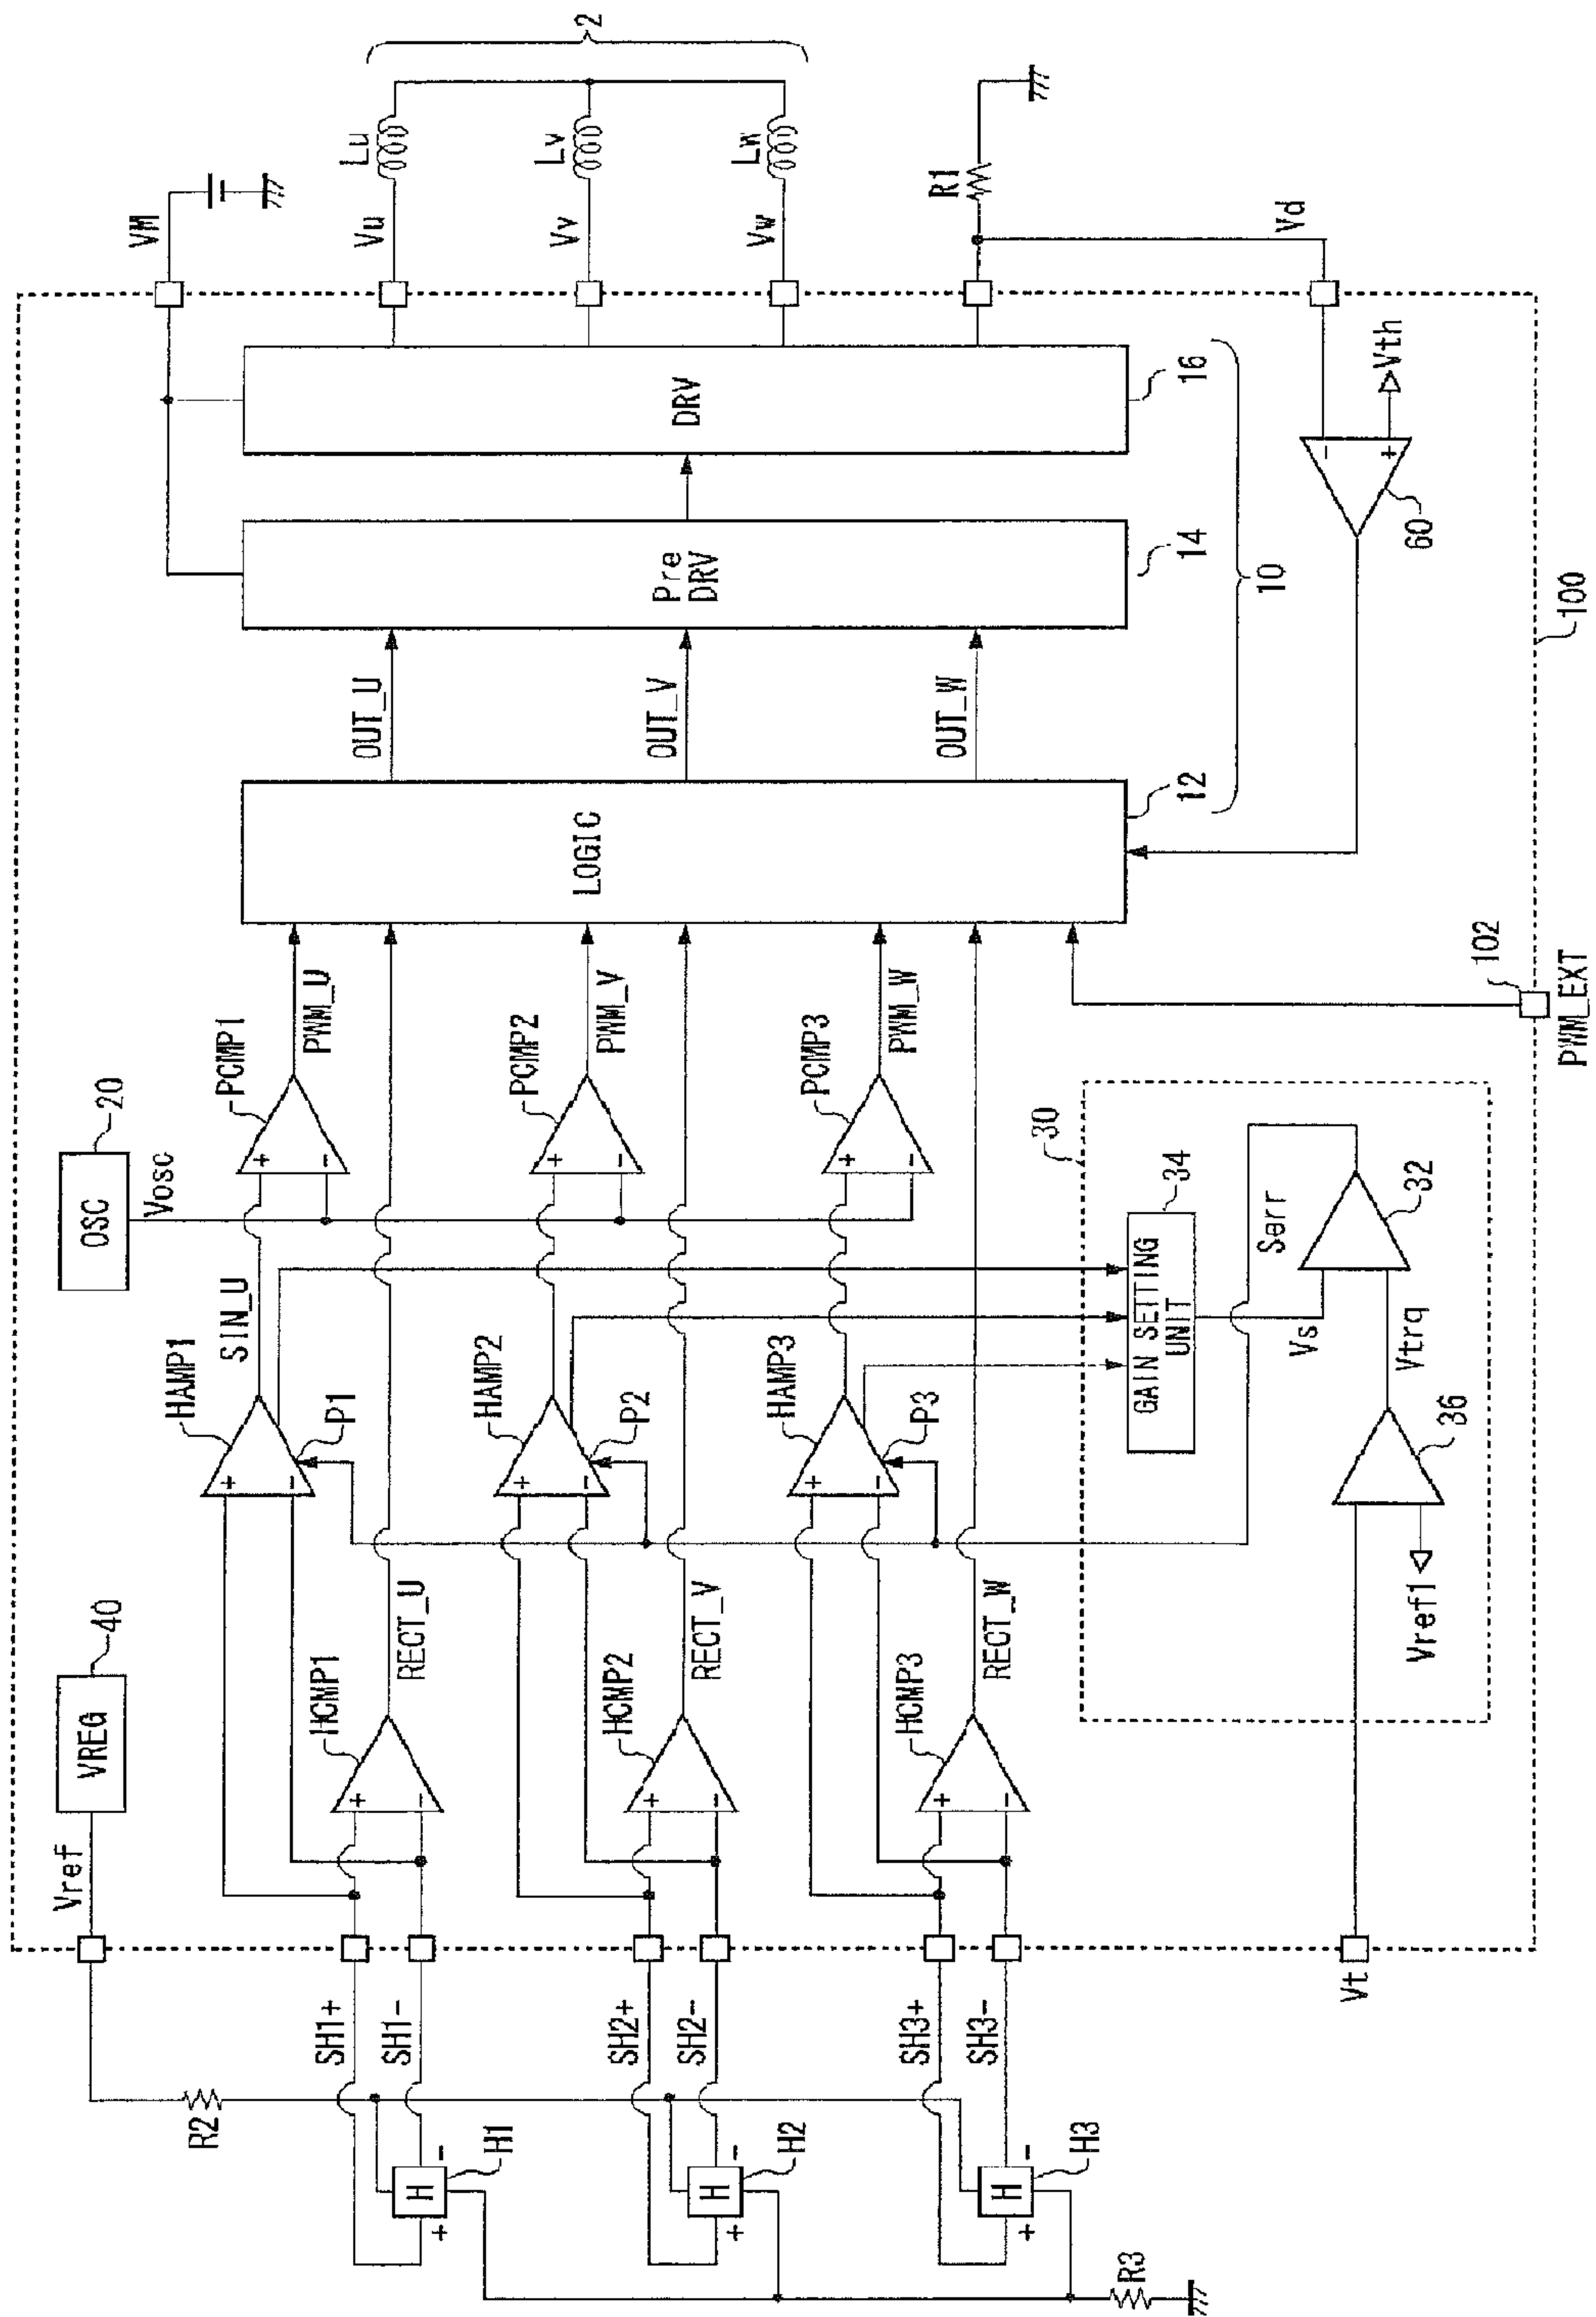 Vref
VREG
40
R2
SH1+
SH1-
SH2+
SH2-
SH3+
SH3-
H
+
-
H1
H
+
-
H2
H
+
-
H3
R3
HCMP1
+
-
RECT_U
HCMP2
+
-
RECT_V
HCMP3
+
-
RECT_W
HAMP1
+
-
P1
SIN_U
HAMP2
+
-
P2
HAMP3
+
-
P3
OSC
20
Vosc
PCMP1
+
-
PWM_U
PCMP2
+
-
PWM_V
PCMP3
+
-
PWM_W
30
GAIN SETTING
UNIT
34
Vs
Serr
32
Vtrq
36
Vref1
Vt
LOGIC
12
OUT_U
OUT_V
OUT_W
Pre
DRV
14
DRV
16
10
VM
Vu
Vv
Vw
Lu
Lv
Lw
2
R1
Vd
-
+
Vth
60
100
102
PWM_EXT